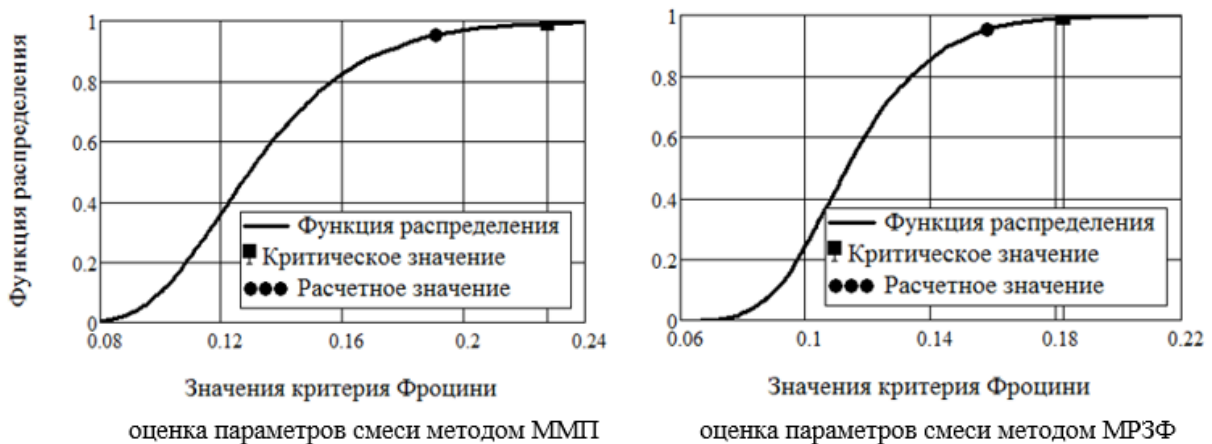 Функция распределения
1
0.8
0.6
0.4
0.2
0
0.08 0.12 0.16 0.2 0.24
Функция распределения
Критическое значение
Расчетное значение
Значения критерия Фроцини
оценка параметров смеси методом ММП
1
0.8
0.6
0.4
0.2
0
0.06 0.1 0.14 0.18 0.22
Функция распределения
Критическое значение
Расчетное значение
Значения критерия Фроцини
оценка параметров смеси методом МРЗФ